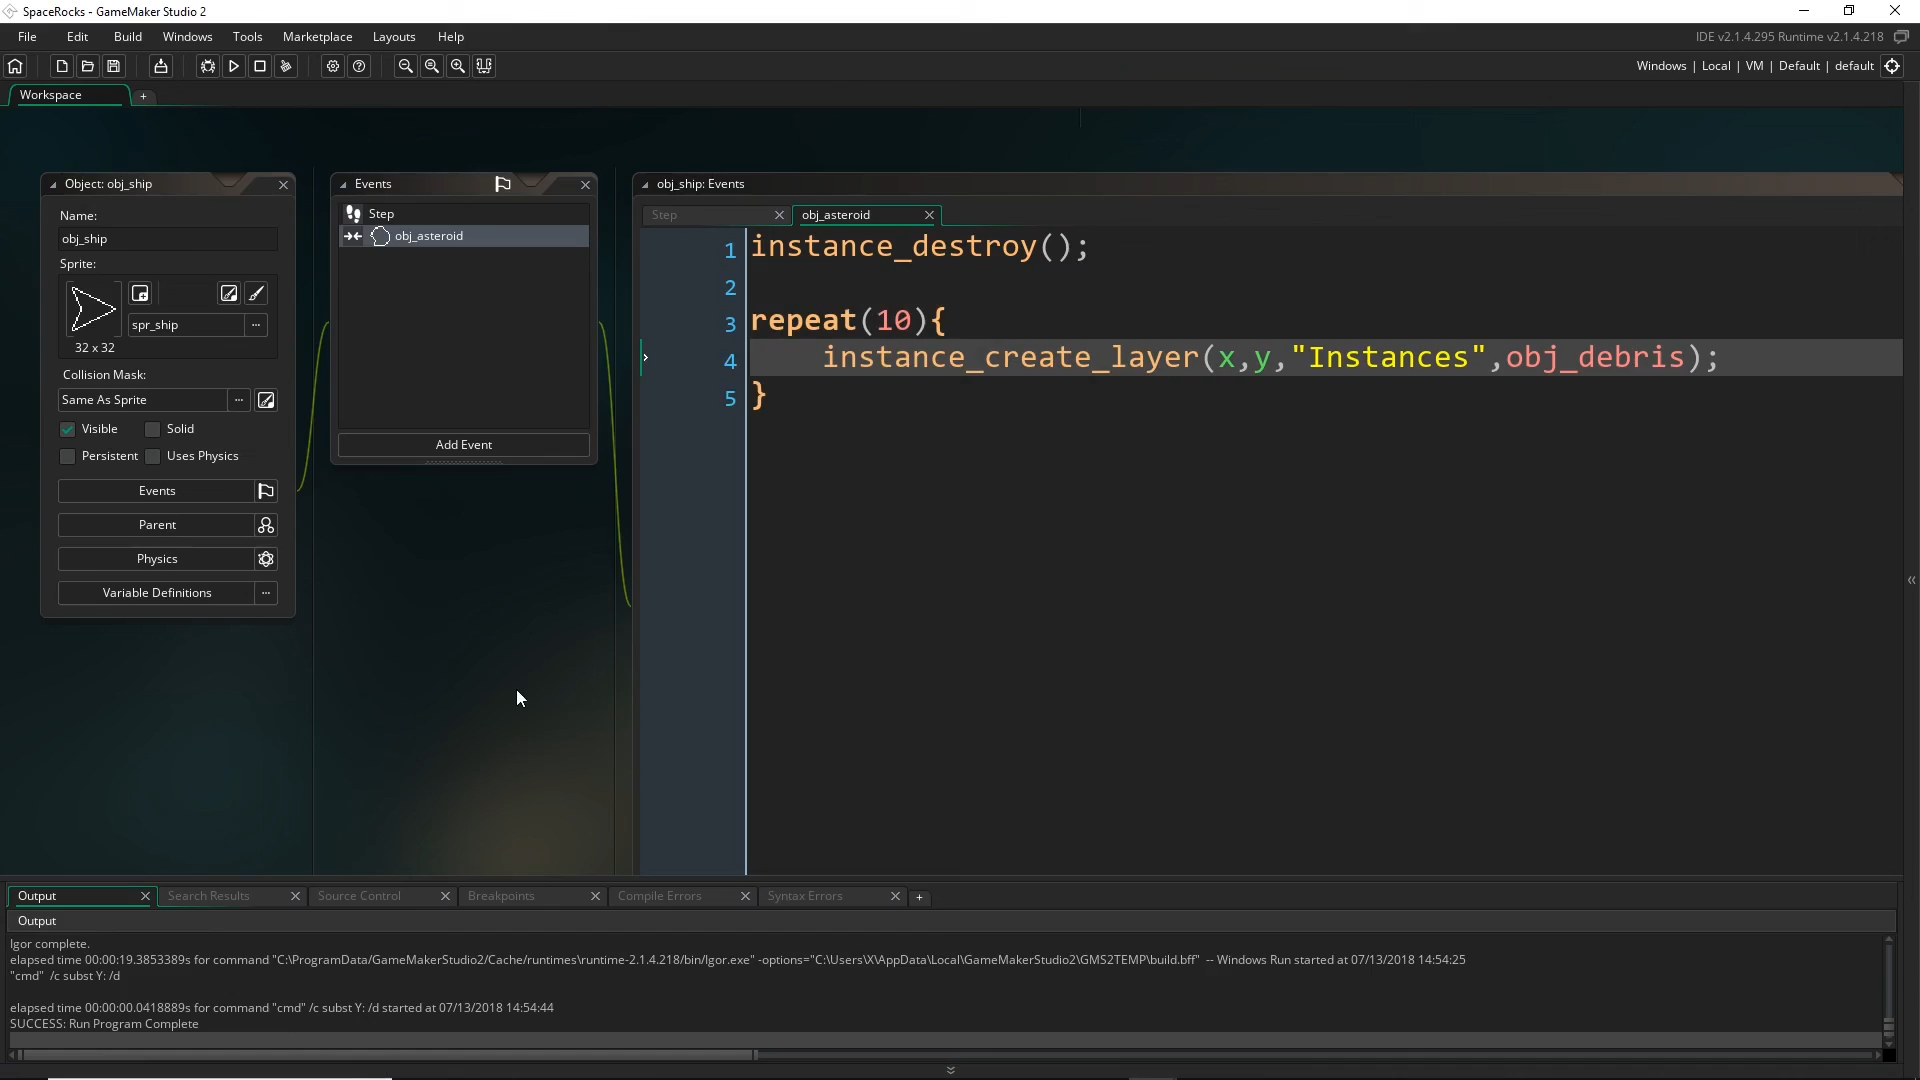 SpaceRocks - GameMaker Studio 2
File Edit Build Windows Tools Marketplace Layouts Help
IDE v2.1.4.295 Runtime v2.1.4.218
Windows | Local | VM | Default | default
Workspace
+
Object: obj_ship
Name:
obj_ship
Sprite:
spr_ship
...
32 x 32
Collision Mask:
Same As Sprite
...
Visible
Solid
Persistent
Uses Physics
Events
Parent
Physics
Variable Definitions
...
Events
Step
obj_asteroid
Add Event
obj_ship: Events
Step
obj_asteroid
1 instance_destroy();
2
3 repeat(10){
4 instance_create_layer(x,y,"Instances",obj_debris);
5 }
Output
Search Results
Source Control
Breakpoints
Compile Errors
Syntax Errors
+
Output
Igor complete.
elapsed time 00:00:19.3853389s for command "C:\ProgramData/GameMakerStudio2/Cache/runtimes\runtime-2.1.4.218/bin/Igor.exe" -options="C:\Users\X\AppData\Local\GameMakerStudio2\GMS2TEMP\build.bff" -- Windows Run started at 07/13/2018 14:54:25
"cmd" /c subst Y: /d
elapsed time 00:00:00.0418889s for command "cmd" /c subst Y: /d started at 07/13/2018 14:54:44
SUCCESS: Run Program Complete